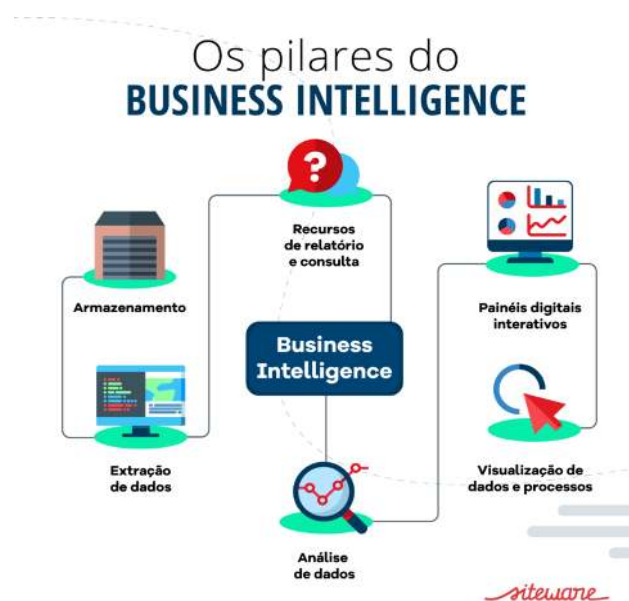 Os pilares do
BUSINESS INTELLIGENCE
Recursos
de relatório
e consulta
Armazenamento
Painéis digitais
interativos
Business
Intelligence
Extração
de dados
Visualização de
dados e processos
Análise
de dados
siteware